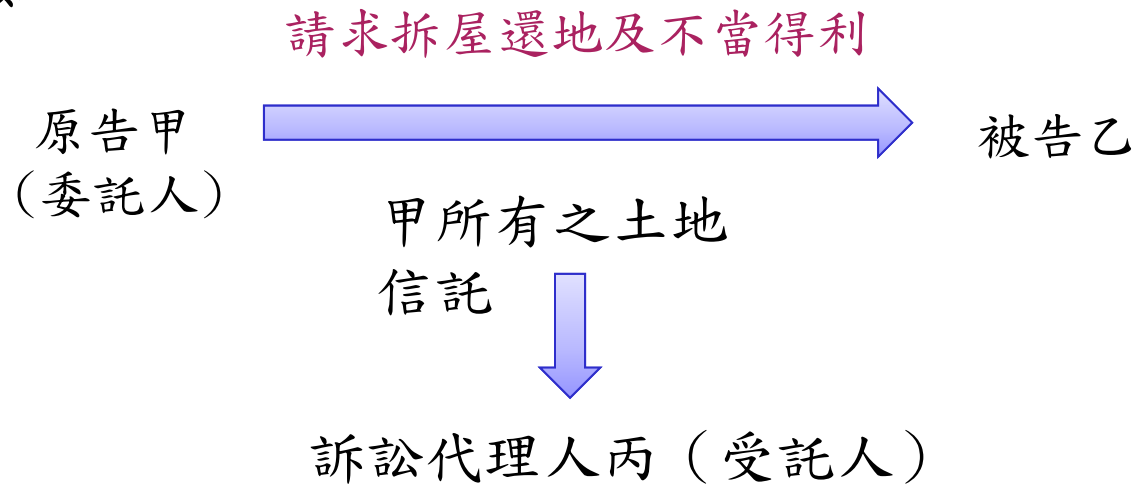 請求拆屋還地及不當得利
原告甲
（委託人）
被告乙
甲所有之土地
信託
訴訟代理人丙（受託人）